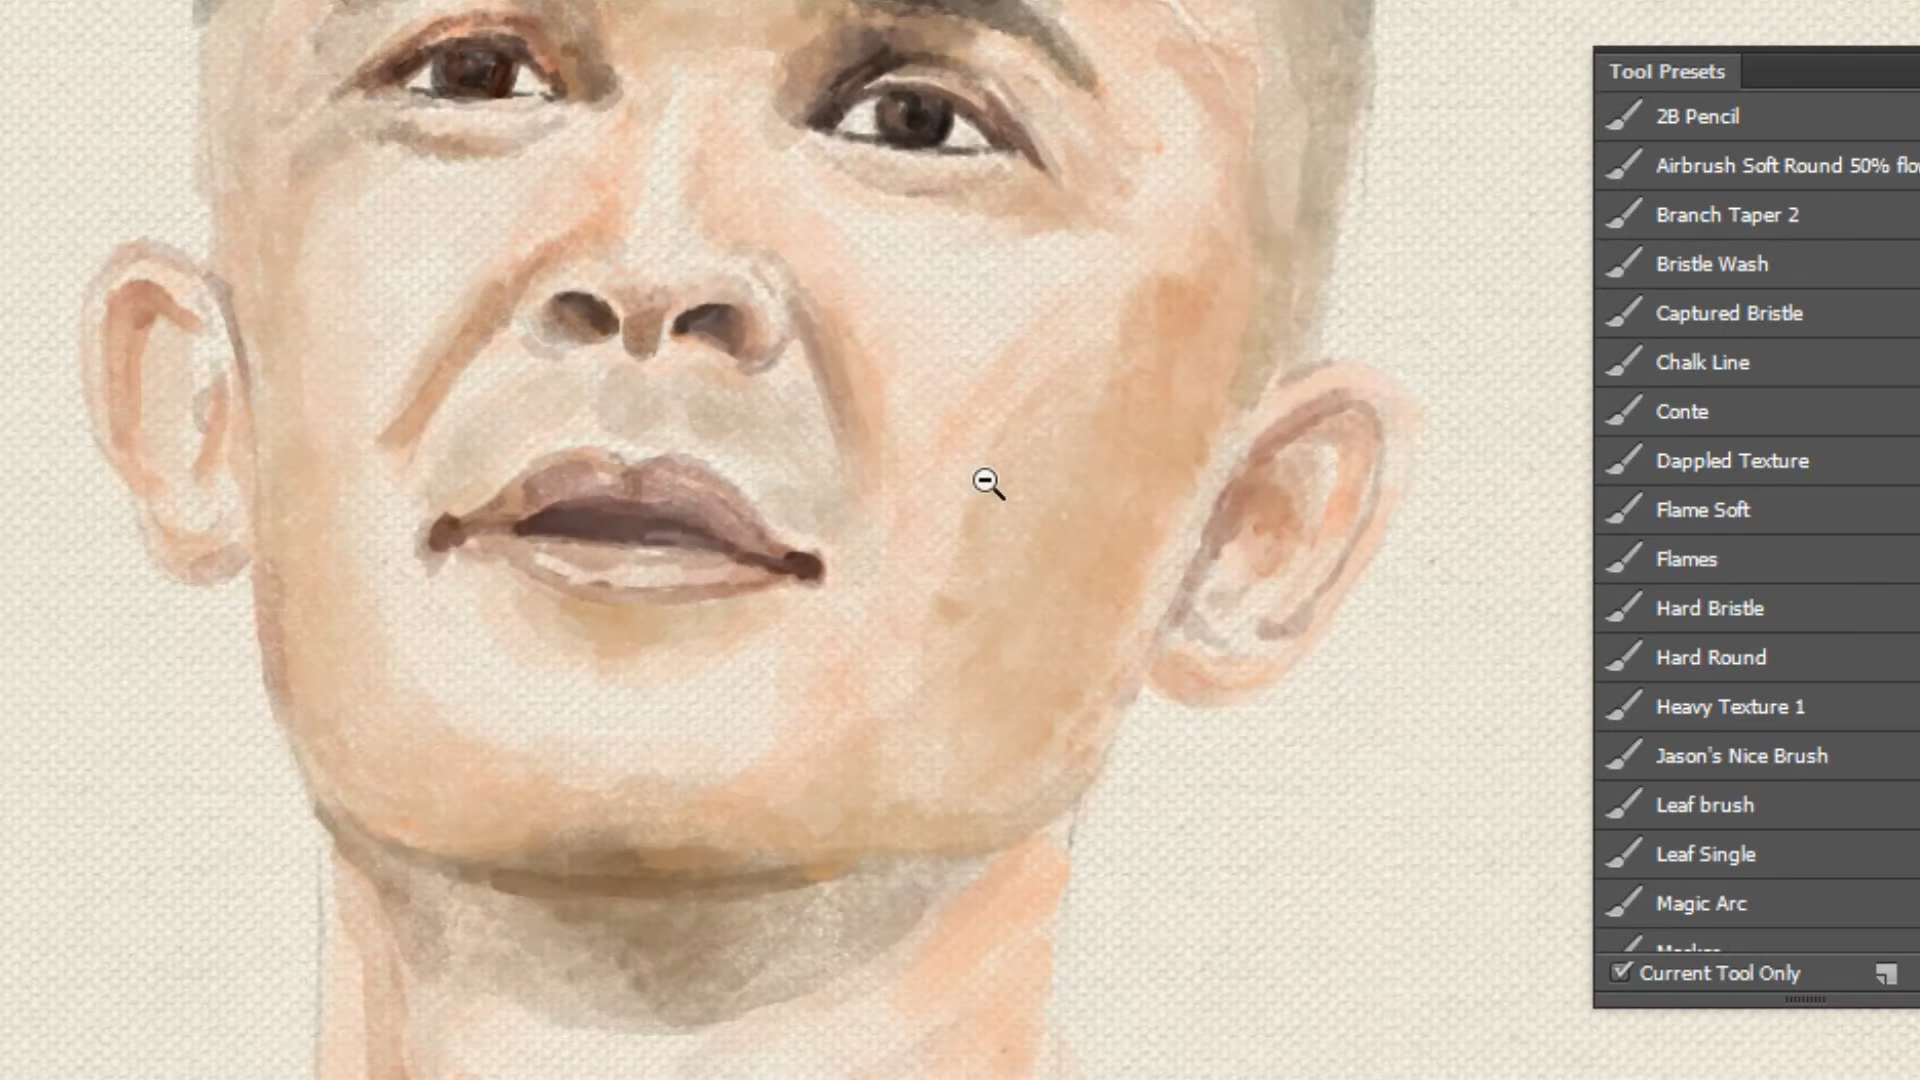 Tool Presets
2B Pencil
Airbrush Soft Round 50%
Branch Taper 2
Bristle Wash
Captured Bristle
Chalk Line
Conte
Dappled Texture
Flame Soft
Flames
Hard Bristle
Hard Round
Heavy Texture 1
Jason's Nice Brush
Leaf brush
Leaf Single
Magic Arc
Current Tool Only